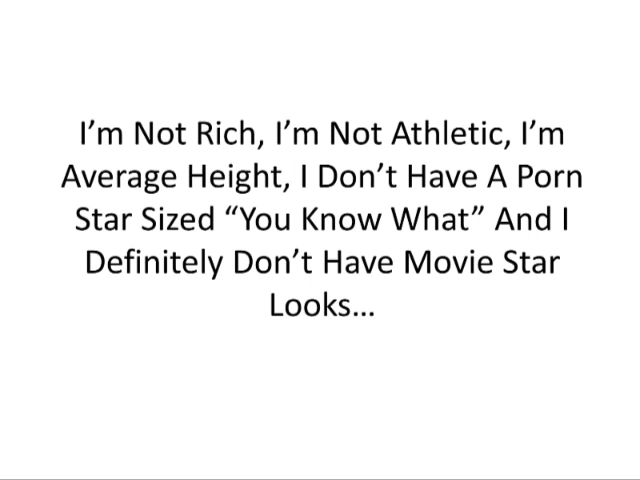 I’m Not Rich, I’m Not Athletic, I’m
Average Height, I Don’t Have A Porn
Star Sized “You Know What” And I
Definitely Don’t Have Movie Star
Looks…